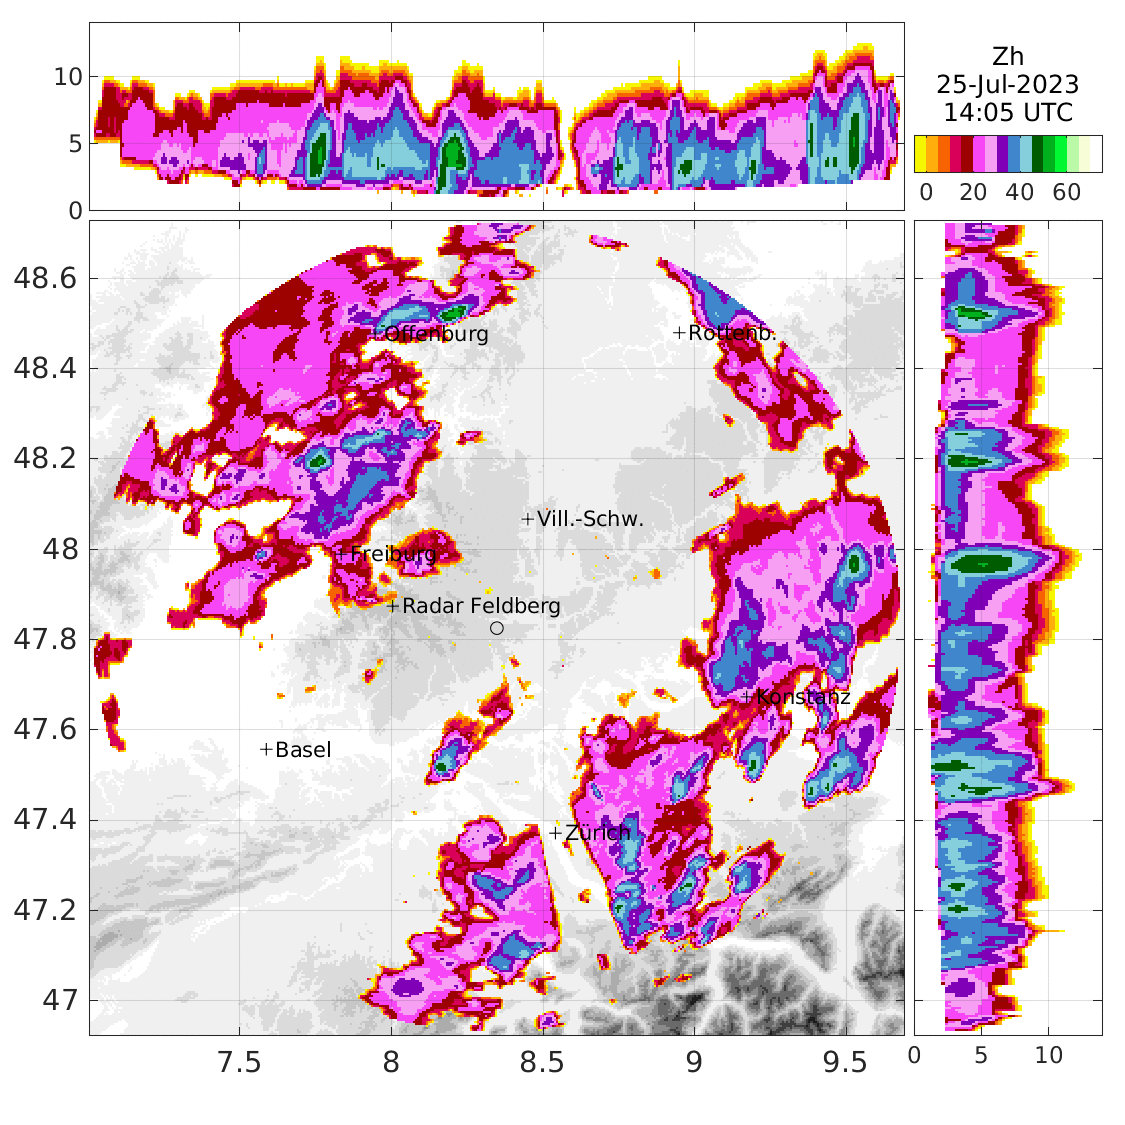 Zh
25-Jul-2023
14:05 UTC
0 20 40 60
10
5
0
48.6
48.4
48.2
48
47.8
47.6
47.4
47.2
47
Offenburg
Rottenb.
Vill.-Schw.
Freiburg
Radar Feldberg
Konstanz
Basel
Zürich
7.5 8 8.5 9 9.5
0 5 10